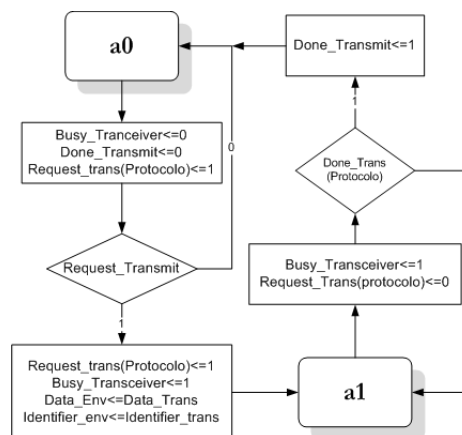 a0
Busy_Tranceiver<=0
Done_Transmit<=0
Request_trans(Protocolo)<=1
Request_Transmit
0
1
Request_trans(Protocolo)<=1
Busy_Transceiver<=1
Data_Env<=Data_Trans
Identifier_env<=Identifier_trans
Done_Transmit<=1
1
Done_Trans
(Protocolo)
Busy_Transceiver<=1
Request_Trans(protocolo)<=0
a1